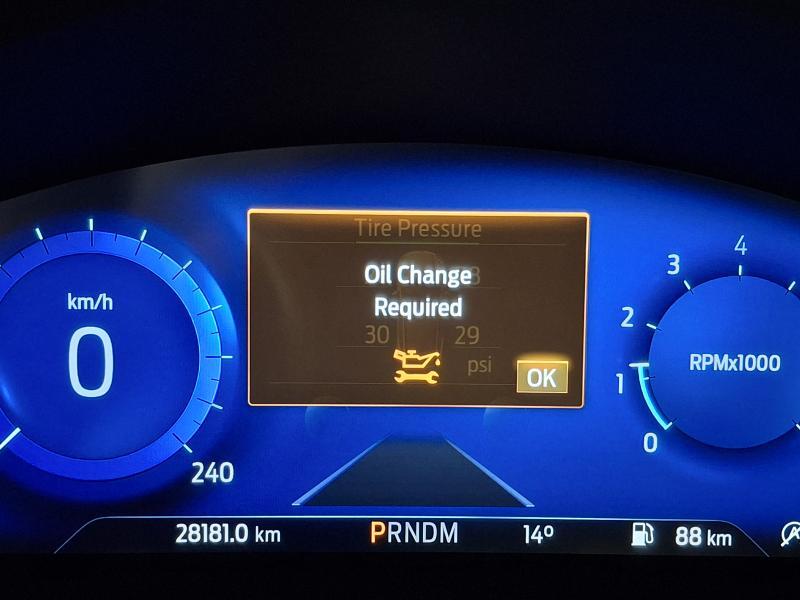 Tire Pressure
Oil Change
Required
30 29
psi
OK
km/h
0
240
4
3
2
RPMx1000
1
0
28181.0 km PRNDM 14° 88 km